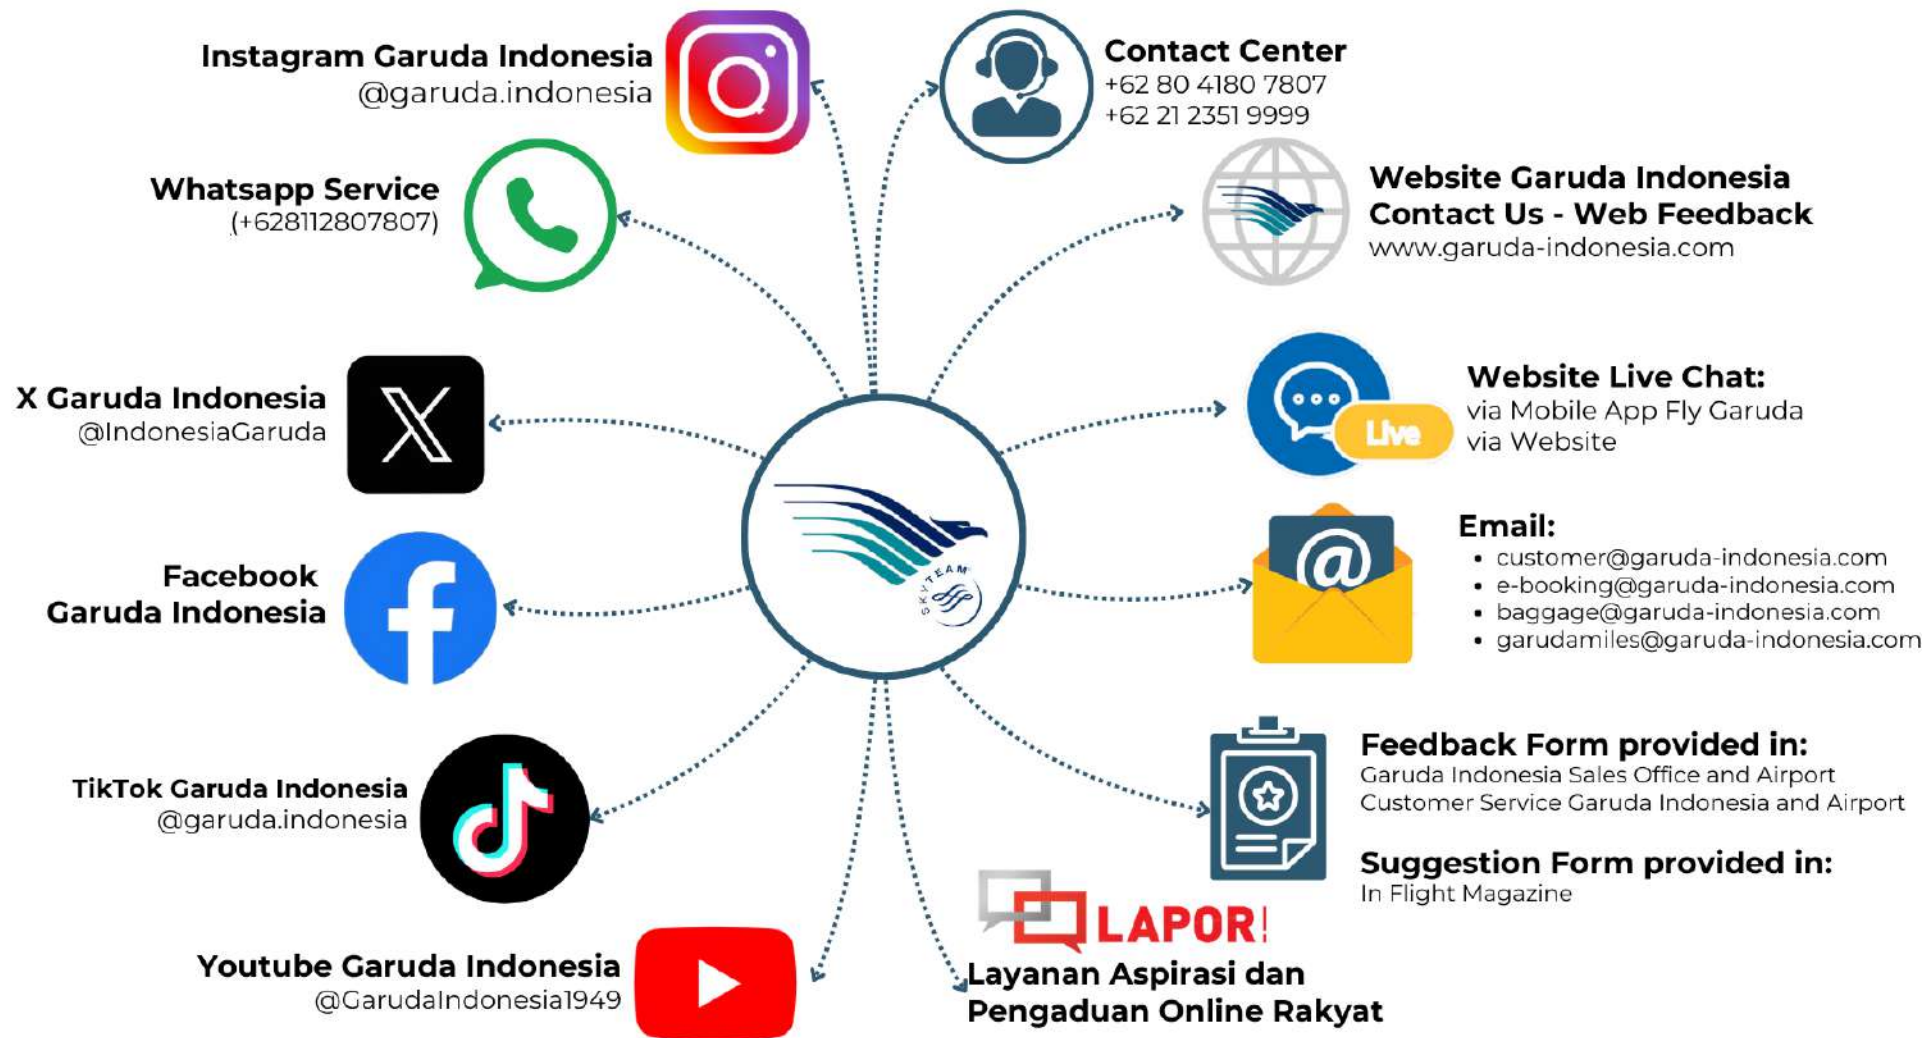 Instagram Garuda Indonesia
@garuda.indonesia
Whatsapp Service
(+628112807807)
X Garuda Indonesia
@IndonesiaGaruda
Facebook
Garuda Indonesia
TikTok Garuda Indonesia
@garuda.indonesia
Youtube Garuda Indonesia
@GarudaIndonesia1949
SKYTEAM
Contact Center
+62 80 4180 7807
+62 21 2351 9999
Website Garuda Indonesia
Contact Us - Web Feedback
www.garuda-indonesia.com
Live
Website Live Chat:
via Mobile App Fly Garuda
via Website
Email:
• customer@garuda-indonesia.com
• e-booking@garuda-indonesia.com
• baggage@garuda-indonesia.com
• garudamiles@garuda-indonesia.com
Feedback Form provided in:
Garuda Indonesia Sales Office and Airport
Customer Service Garuda Indonesia and Airport
Suggestion Form provided in:
In Flight Magazine
LAPOR!
Layanan Aspirasi dan
Pengaduan Online Rakyat